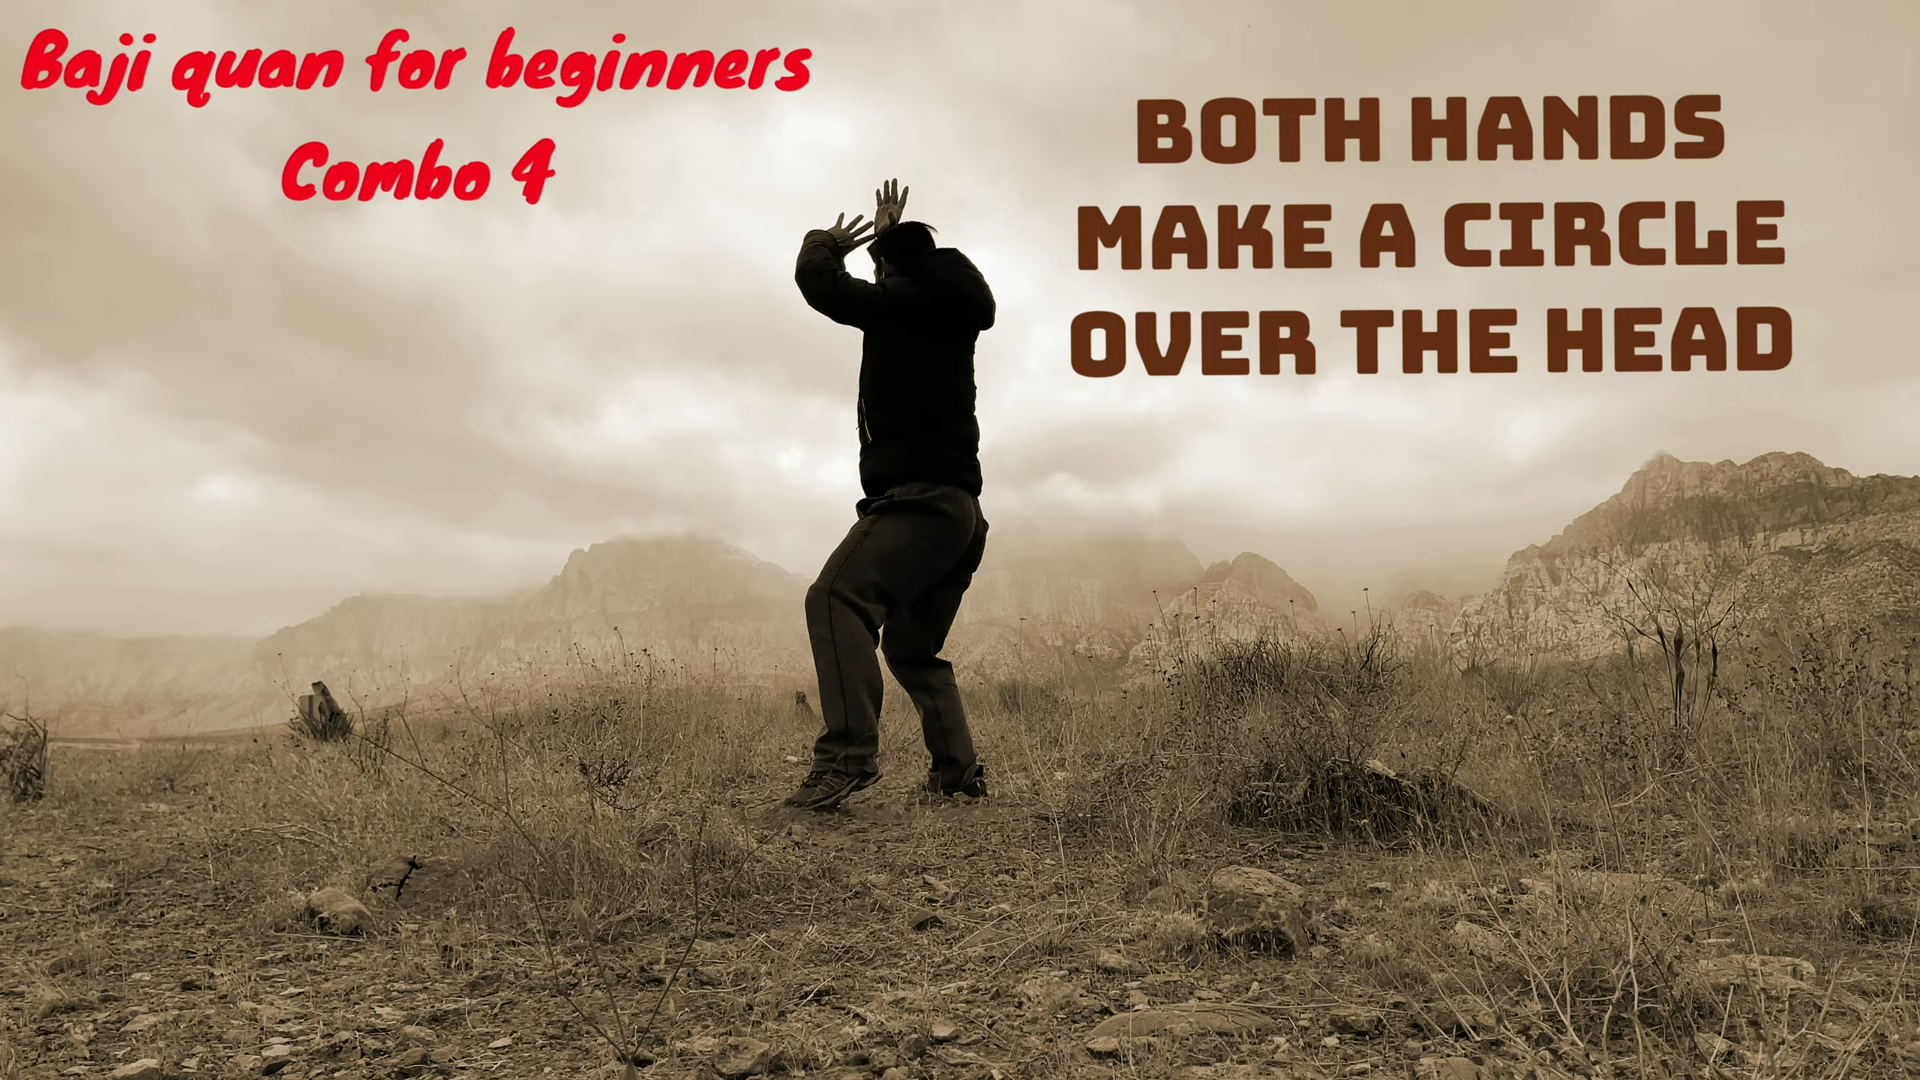 Baji quan for beginners
Combo 4
BOTH HANDS
MAKE A CIRCLE
OVER THE HEAD